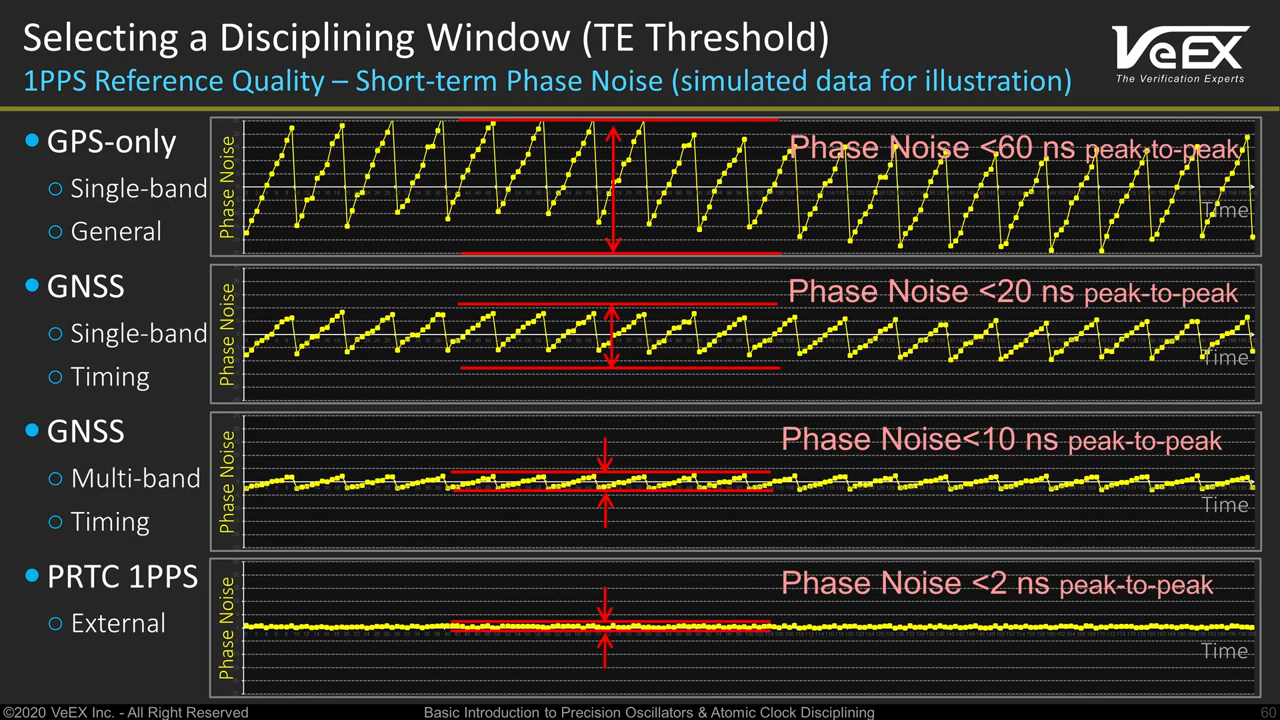 Selecting a Disciplining Window (TE Threshold)
VeEX
The Verification Experts
1PPS Reference Quality – Short-term Phase Noise (simulated data for illustration)
GPS-only
Single-band
General
Phase Noise
Phase Noise <60 ns peak-to-peak
Time
GNSS
Single-band
Timing
Phase Noise
Phase Noise <20 ns peak-to-peak
Time
GNSS
Multi-band
Timing
Phase Noise
Phase Noise<10 ns peak-to-peak
Time
PRTC 1PPS
External
Phase Noise
Phase Noise <2 ns peak-to-peak
Time
©2020 VeEX Inc. - All Right Reserved
Basic Introduction to Precision Oscillators & Atomic Clock Disciplining
60